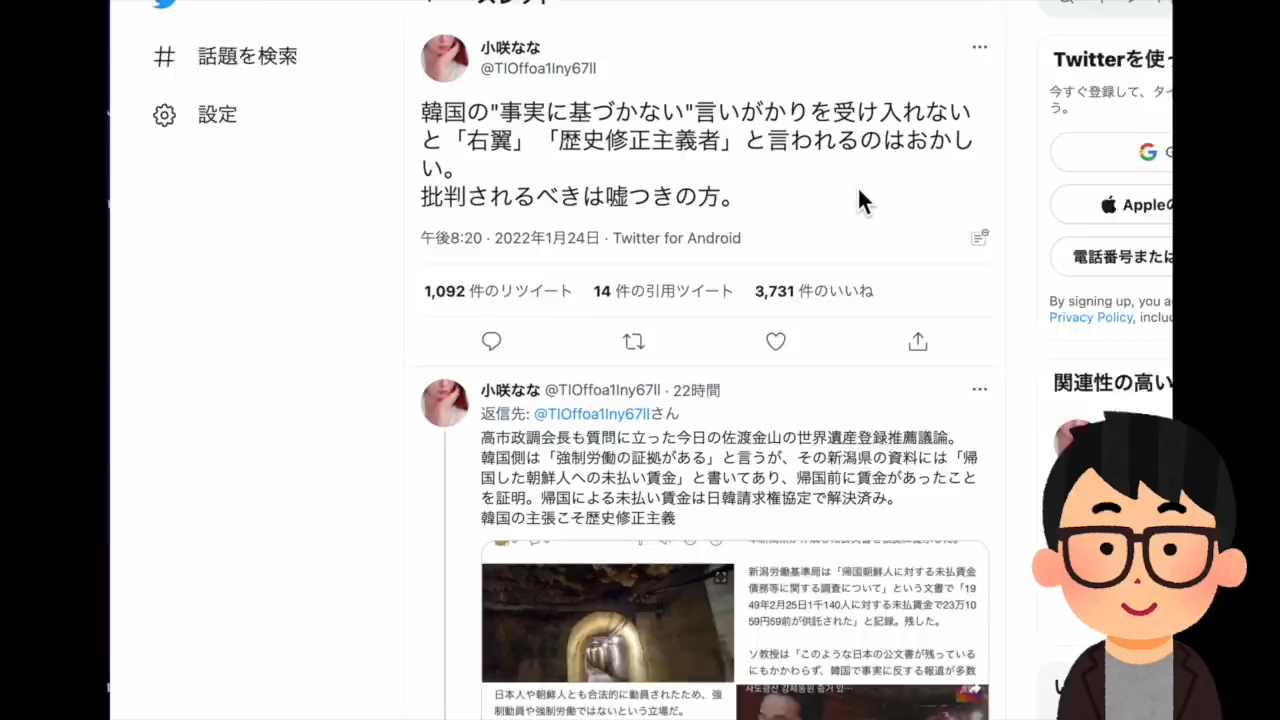 話題を検索
設定
小咲なな
@TlOffoa1lny67ll
韓国の"事実に基づかない"言いがかりを受け入れない
と「右翼」「歴史修正主義者」と言われるのはおかし
い。
批判されるべきは嘘つきの方。
午後8:20 · 2022年1月24日 · Twitter for Android
1,092 件のリツイート 14 件の引用ツイート 3,731 件のいいね
小咲なな @TlOffoa1lny67ll · 22時間
返信先: @TlOffoa1lny67llさん
高市政調会長も質問に立った今日の佐渡金山の世界遺産登録推薦議論。
韓国側は「強制労働の証拠がある」と言うが、その新潟県の資料には「帰
国した朝鮮人への未払い賃金」と書いてあり、帰国前に賃金があったこと
を証明。帰国による未払い賃金は日韓請求権協定で解決済み。
韓国の主張こそ歴史修正主義
新潟労働基準局は「帰国朝鮮人に対する未払賃金
債務等に関する調査について」という文書で「19
49年2月25日1千140人に対する未払賃金で23万10
59円59前が供託された」と記録。残した。
ソ教授は「このような日本の公文書が残っている
にもかかわらず、韓国で事実に反する報道が多数
日本人や朝鮮人とも合法的に動員されたため、強
制動員や強制労働ではないという立場だ。
Twitterを使っ
今すぐ登録して、タイ
う。
G
Appleの
電話番号または
By signing up, you a
Privacy Policy, inclu
関連性の高い